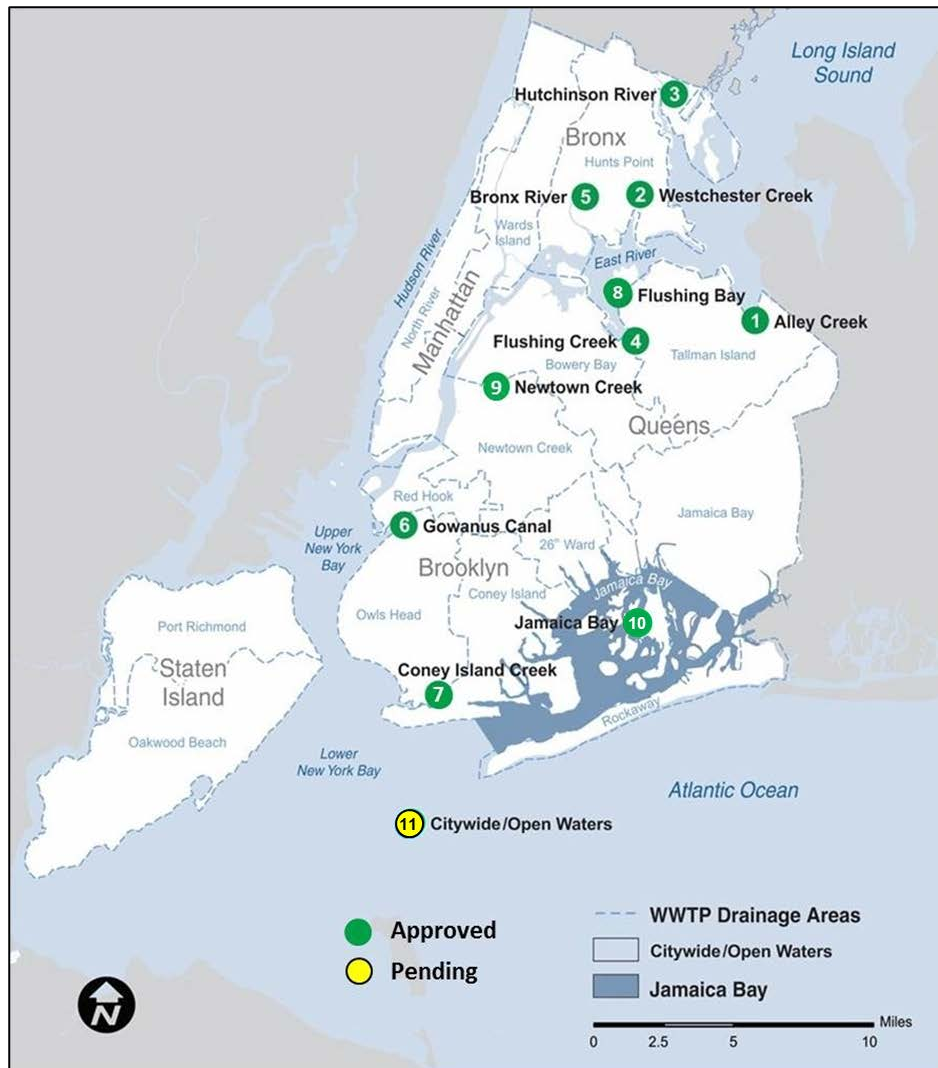 Long Island
Sound
Hutchinson River 3
Bronx
Hunts Point
Bronx River 5
2 Westchester Creek
Wards
Island
Hudson River
East River
North River
Manhattan
8 Flushing Bay
1 Alley Creek
Flushing Creek 4
Tallman Island
Bowery Bay
9 Newtown Creek
Queens
Newtown Creek
Red Hook
Jamaica Bay
6 Gowanus Canal
Upper
New York
Bay
26th Ward
Brooklyn
Jamaica Bay
Coney Island
Owls Head
Jamaica Bay 10
Port Richmond
Staten
Island
Coney Island Creek
7
Rockaway
Oakwood Beach
Lower
New York Bay
Atlantic Ocean
11 Citywide/Open Waters
Approved
Pending
WWTP Drainage Areas
Citywide/Open Waters
Jamaica Bay
N
Miles
0 2.5 5 10